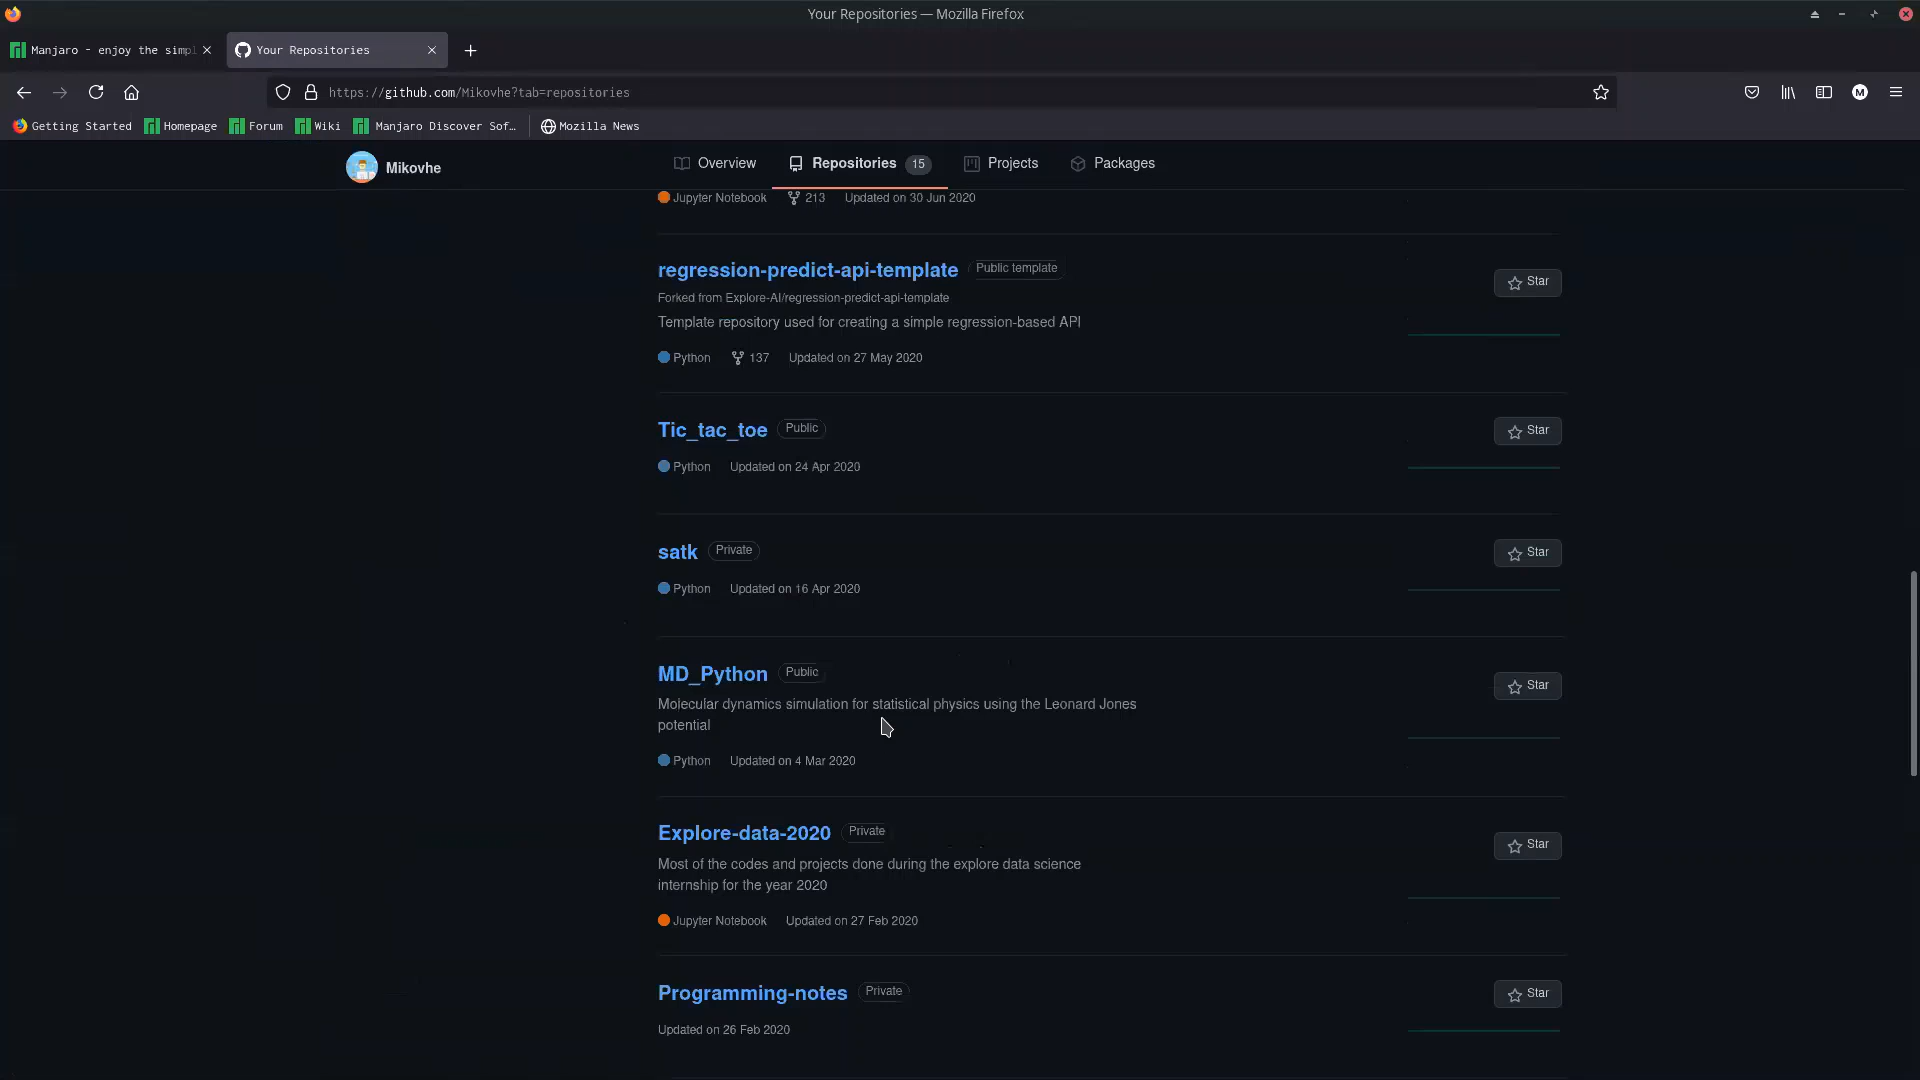 Your Repositories — Mozilla Firefox
Manjaro - enjoy the simpl
Your Repositories
https://github.com/Mikovhe?tab=repositories
M
Getting Started
Homepage
Forum
Wiki
Manjaro Discover Sof…
Mozilla News
Mikovhe
Overview
Repositories 15
Projects
Packages
Jupyter Notebook 213 Updated on 30 Jun 2020
regression-predict-api-template Public template
Star
Forked from Explore-AI/regression-predict-api-template
Template repository used for creating a simple regression-based API
Python 137 Updated on 27 May 2020
Tic_tac_toe Public
Star
Python Updated on 24 Apr 2020
satk Private
Star
Python Updated on 16 Apr 2020
MD_Python Public
Star
Molecular dynamics simulation for statistical physics using the Leonard Jones
potential
Python Updated on 4 Mar 2020
Explore-data-2020 Private
Star
Most of the codes and projects done during the explore data science
internship for the year 2020
Jupyter Notebook Updated on 27 Feb 2020
Programming-notes Private
Star
Updated on 26 Feb 2020